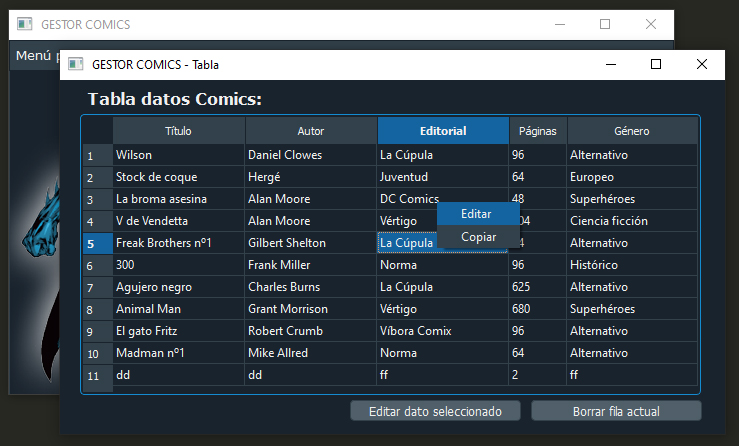 GESTOR COMICS
Menú
GESTOR COMICS - Tabla
Tabla datos Comics:
Título Autor Editorial Páginas Género
1 Wilson Daniel Clowes La Cúpula 96 Alternativo
2 Stock de coque Hergé Juventud 64 Europeo
3 La broma asesina Alan Moore DC Comics 48 Superhéroes
4 V de Vendetta Alan Moore Vértigo Ciencia ficción
Editar
5 Freak Brothers nº1 Gilbert Shelton La Cúpula Alternativo
Copiar
6 300 Frank Miller Norma 96 Histórico
7 Agujero negro Charles Burns La Cúpula 625 Alternativo
8 Animal Man Grant Morrison Vértigo 680 Superhéroes
9 El gato Fritz Robert Crumb Víbora Comix 96 Alternativo
10 Madman nº1 Mike Allred Norma 64 Alternativo
11 dd dd ff 2 ff
Editar dato seleccionado Borrar fila actual